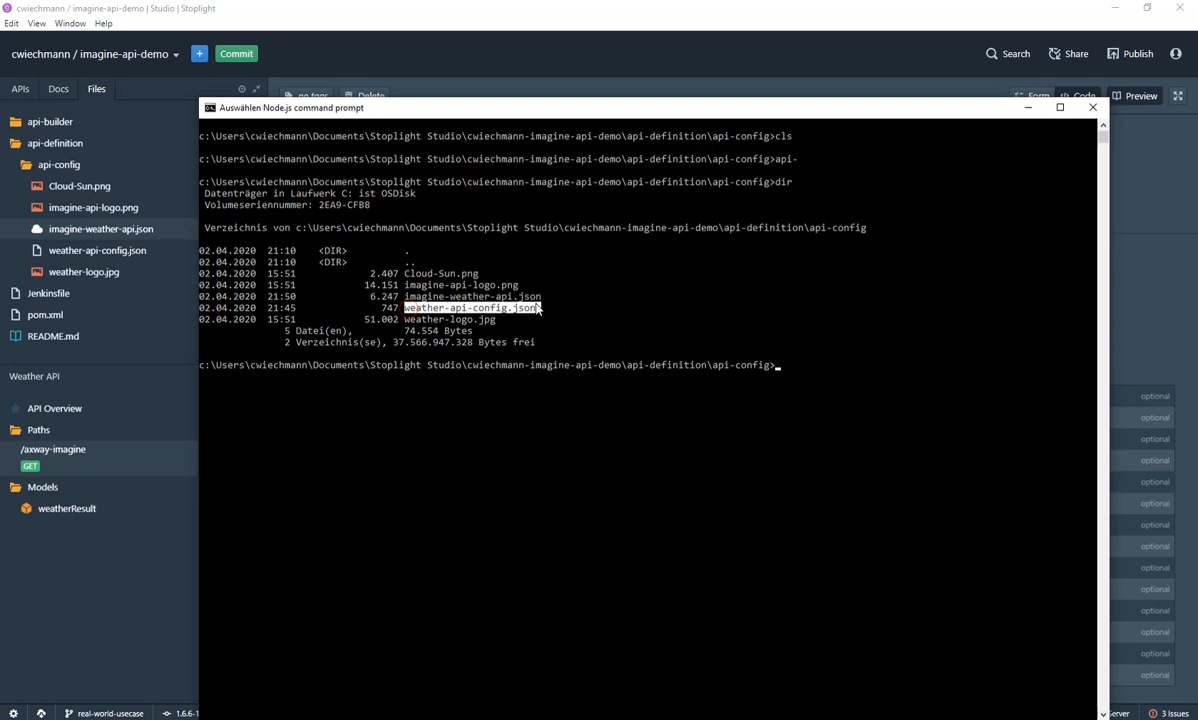 cwiechmann / imagine-api-demo | Studio | Stoplight
Edit View Window Help
cwiechmann / imagine-api-demo
+ Commit
Search Share Publish
APIs Docs Files
no tags Delete
Form Code Preview
api-builder
api-definition
api-config
Cloud-Sun.png
imagine-api-logo.png
imagine-weather-api.json
weather-api-config.json
weather-logo.jpg
Jenkinsfile
pom.xml
README.md
Weather API
API Overview
Paths
/axway-imagine
GET
Models
weatherResult
real-world-usecase 1.6.6-1
Auswählen Node.js command prompt
c:\Users\cwiechmann\Documents\Stoplight Studio\cwiechmann-imagine-api-demo\api-definition\api-config>cls
c:\Users\cwiechmann\Documents\Stoplight Studio\cwiechmann-imagine-api-demo\api-definition\api-config>api-
c:\Users\cwiechmann\Documents\Stoplight Studio\cwiechmann-imagine-api-demo\api-definition\api-config>dir
Datenträger in Laufwerk C: ist OSDisk
Volumeseriennummer: 2EA9-CFB8
Verzeichnis von c:\Users\cwiechmann\Documents\Stoplight Studio\cwiechmann-imagine-api-demo\api-definition\api-config
02.04.2020 21:10 <DIR> .
02.04.2020 21:10 <DIR> ..
02.04.2020 15:51 2.407 Cloud-Sun.png
02.04.2020 15:51 14.151 imagine-api-logo.png
02.04.2020 21:50 6.247 imagine-weather-api.json
02.04.2020 21:45 747 weather-api-config.json
02.04.2020 15:51 51.002 weather-logo.jpg
5 Datei(en), 74.554 Bytes
2 Verzeichnis(se), 37.566.947.328 Bytes frei
c:\Users\cwiechmann\Documents\Stoplight Studio\cwiechmann-imagine-api-demo\api-definition\api-config>
optional
optional
optional
optional
optional
optional
optional
optional
optional
optional
optional
optional
optional
optional
Server 3 Issues